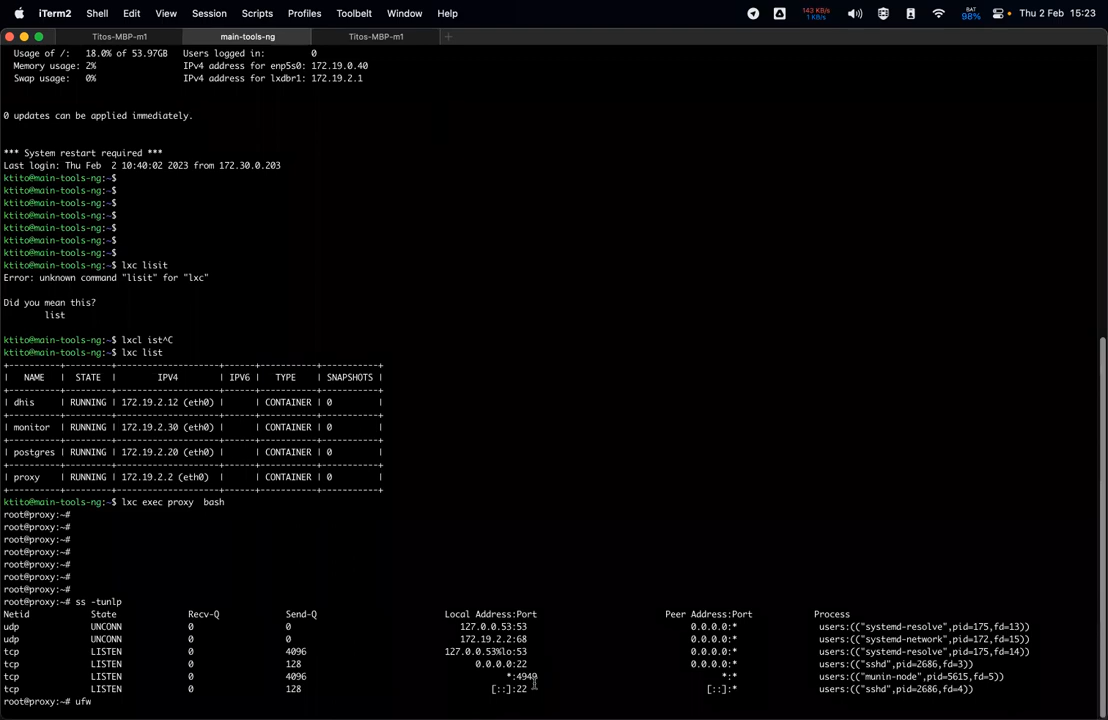 iTerm2 Shell Edit View Session Scripts Profiles Toolbelt Window Help 143 KB/s 1 KB/s BAT 98% Thu 2 Feb 15:23
Titos-MBP-m1 main-tools-ng Titos-MBP-m1 +
Usage of /: 18.0% of 53.97GB Users logged in: 0
Memory usage: 2% IPv4 address for enp5s0: 172.19.0.40
Swap usage: 0% IPv4 address for lxdbr1: 172.19.2.1
0 updates can be applied immediately.
*** System restart required ***
Last login: Thu Feb 2 10:40:02 2023 from 172.30.0.203
ktito@main-tools-ng:~$
ktito@main-tools-ng:~$
ktito@main-tools-ng:~$
ktito@main-tools-ng:~$
ktito@main-tools-ng:~$
ktito@main-tools-ng:~$
ktito@main-tools-ng:~$
ktito@main-tools-ng:~$ lxc lisit
Error: unknown command "lisit" for "lxc"
Did you mean this?
list
ktito@main-tools-ng:~$ lxcl ist^C
ktito@main-tools-ng:~$ lxc list
+---------+---------+--------------------+------+-----------+-----------+
| NAME | STATE | IPV4 | IPV6 | TYPE | SNAPSHOTS |
+---------+---------+--------------------+------+-----------+-----------+
| dhis | RUNNING | 172.19.2.12 (eth0) | | CONTAINER | 0 |
+---------+---------+--------------------+------+-----------+-----------+
| monitor | RUNNING | 172.19.2.30 (eth0) | | CONTAINER | 0 |
+---------+---------+--------------------+------+-----------+-----------+
| postgres | RUNNING | 172.19.2.20 (eth0) | | CONTAINER | 0 |
+---------+---------+--------------------+------+-----------+-----------+
| proxy | RUNNING | 172.19.2.2 (eth0) | | CONTAINER | 0 |
+---------+---------+--------------------+------+-----------+-----------+
ktito@main-tools-ng:~$ lxc exec proxy bash
root@proxy:~#
root@proxy:~#
root@proxy:~#
root@proxy:~#
root@proxy:~#
root@proxy:~#
root@proxy:~#
root@proxy:~# ss -tunlp
Netid State Recv-Q Send-Q Local Address:Port Peer Address:Port Process
udp UNCONN 0 0 127.0.0.53:53 0.0.0.0:* users:(("systemd-resolve",pid=175,fd=13))
udp UNCONN 0 0 172.19.2.2:68 0.0.0.0:* users:(("systemd-network",pid=172,fd=15))
tcp LISTEN 0 4096 127.0.0.53%lo:53 0.0.0.0:* users:(("systemd-resolve",pid=175,fd=14))
tcp LISTEN 0 128 0.0.0.0:22 0.0.0.0:* users:(("sshd",pid=2686,fd=3))
tcp LISTEN 0 4096 *:4949 *:* users:(("munin-node",pid=5615,fd=5))
tcp LISTEN 0 128 [::]:22 [::]:* users:(("sshd",pid=2686,fd=4))
root@proxy:~# ufw